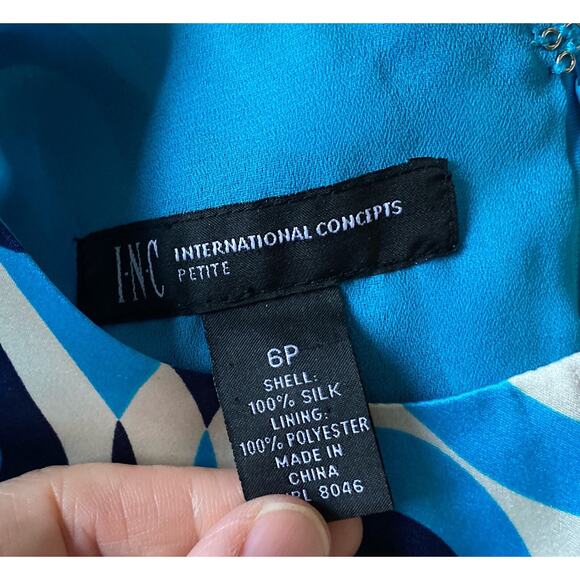 I·N·C INTERNATIONAL CONCEPTS
PETITE
6P
SHELL:
100% SILK
LINING:
100% POLYESTER
MADE IN
CHINA
8046